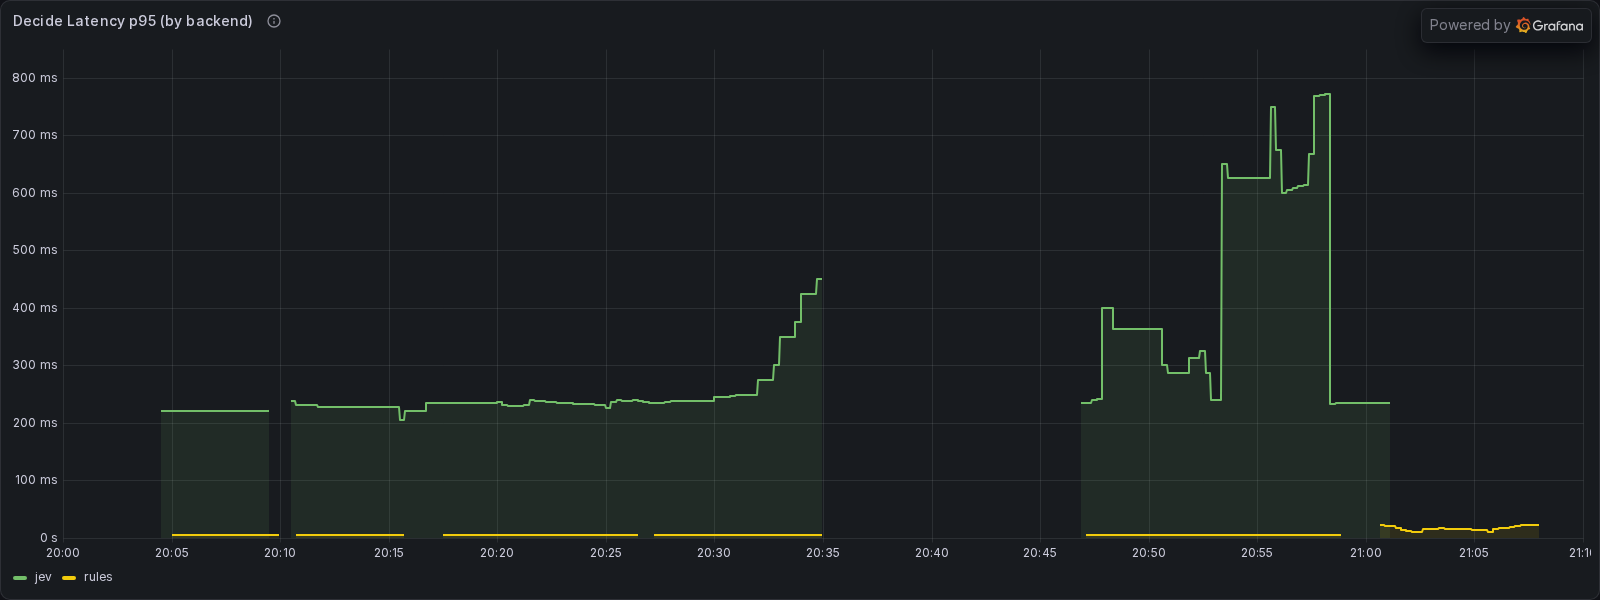 Decide Latency p95 (by backend)
Powered by Grafana
800 ms
700 ms
600 ms
500 ms
400 ms
300 ms
200 ms
100 ms
0 s
20:00 20:05 20:10 20:15 20:20 20:25 20:30 20:35 20:40 20:45 20:50 20:55 21:00 21:05 21:1
jev rules